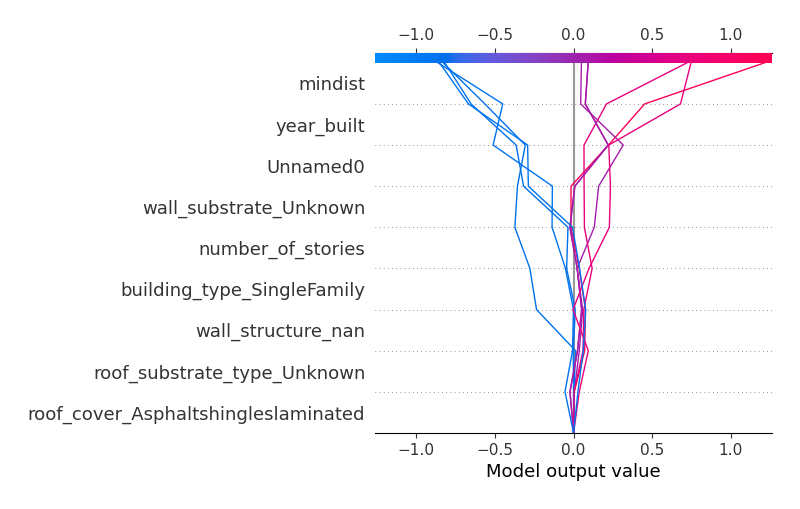 −1.0 −0.5 0.0 0.5 1.0
mindist
year_built
Unnamed0
wall_substrate_Unknown
number_of_stories
building_type_SingleFamily
wall_structure_nan
roof_substrate_type_Unknown
roof_cover_Asphaltshingleslaminated
−1.0 −0.5 0.0 0.5 1.0
Model output value